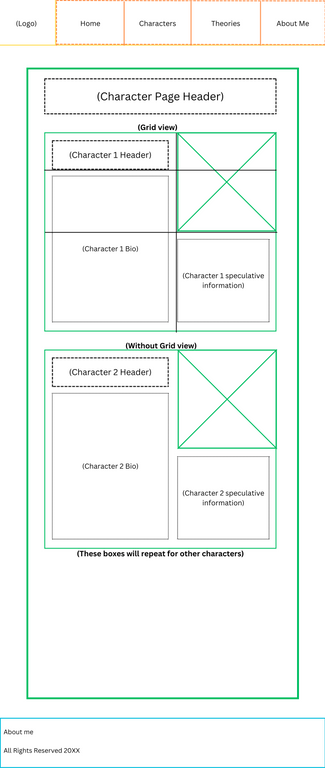 (Logo)
Home
Characters
Theories
About Me
(Character Page Header)
(Grid view)
(Character 1 Header)
(Character 1 Bio)
(Character 1 speculative
information)
(Without Grid view)
(Character 2 Header)
(Character 2 Bio)
(Character 2 speculative
information)
(These boxes will repeat for other characters)
About me
All Rights Reserved 20XX